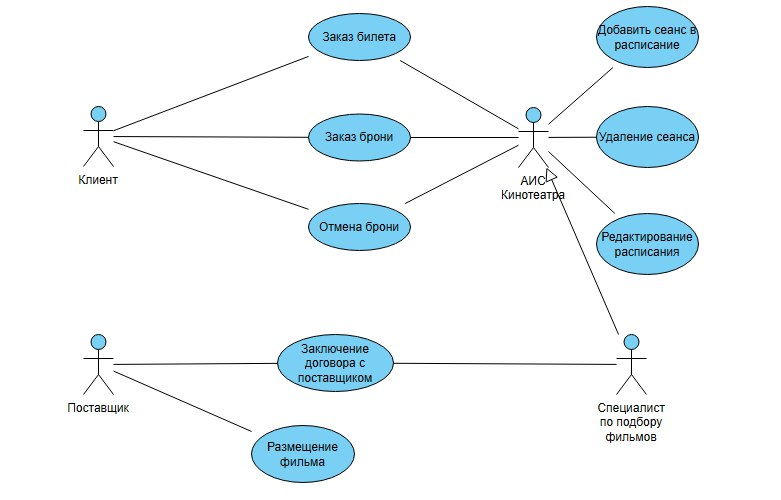 Заказ билета
Добавить сеанс в
расписание
Заказ брони
Удаление сеанса
Клиент
АИС
Кинотеатра
Отмена брони
Редактирование
расписания
Заключение
договора с
поставщиком
Поставщик
Специалист
по подбору
фильмов
Размещение
фильма